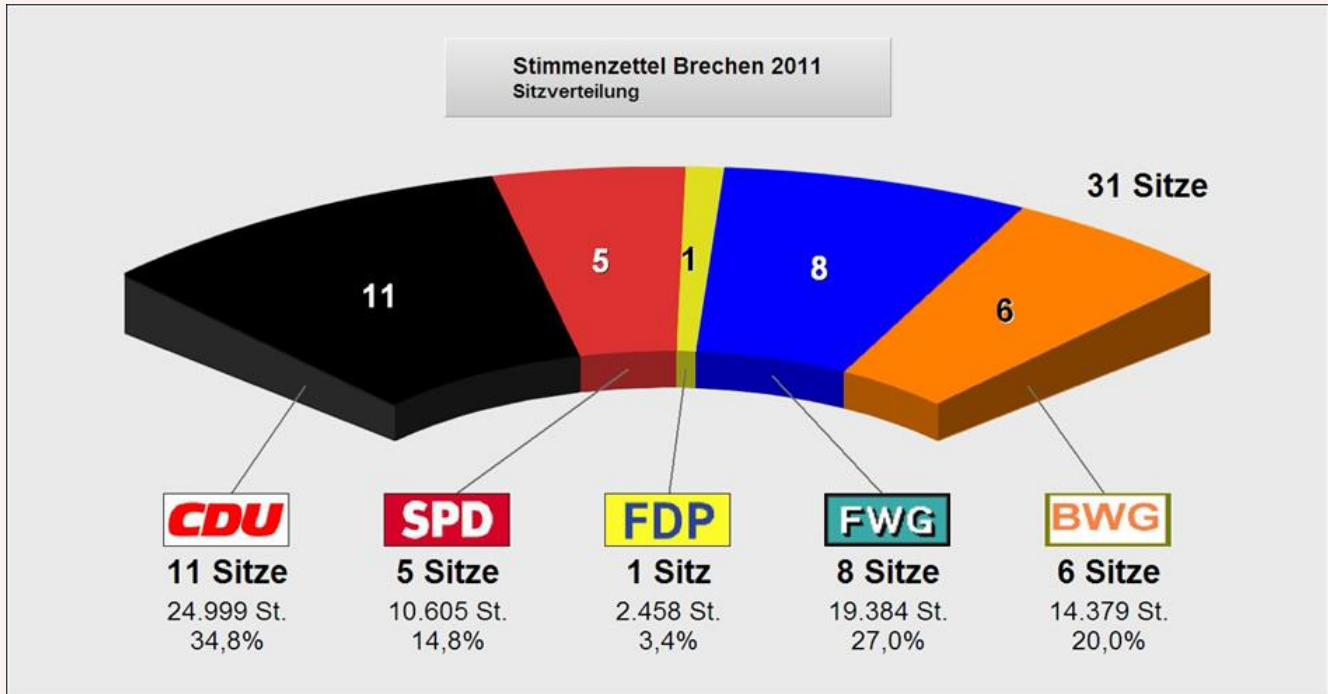 Stimmenzettel Brechen 2011
Sitzverteilung
31 Sitze
11
5
1
8
6
CDU
SPD
FDP
FWG
BWG
11 Sitze
5 Sitze
1 Sitz
8 Sitze
6 Sitze
24.999 St.
10.605 St.
2.458 St.
19.384 St.
14.379 St.
34,8%
14,8%
3,4%
27,0%
20,0%